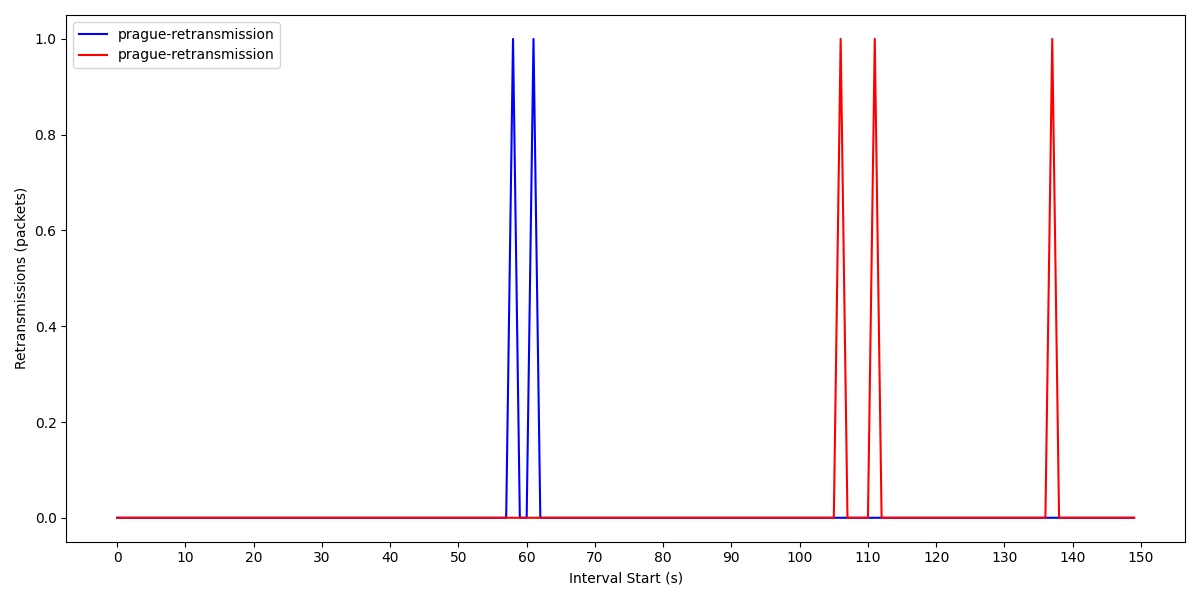 prague-retransmission
prague-retransmission
1.0
0.8
0.6
0.4
0.2
0.0
Retransmissions (packets)
0 10 20 30 40 50 60 70 80 90 100 110 120 130 140 150
Interval Start (s)